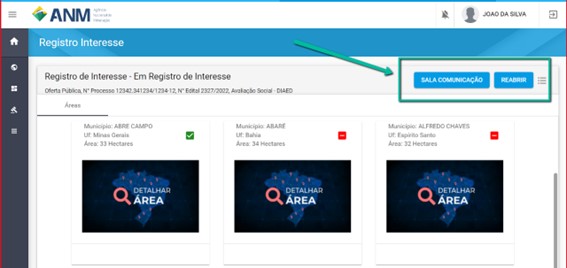 ANM
Agência
Nacional de
Mineração
JOAO DA SILVA
Registro Interesse
Registro de Interesse - Em Registro de Interesse
SALA COMUNICAÇÃO
REABRIR
Oferta Pública, N° Processo 12342.341234/1234-12, N° Edital 2327/2022, Avaliação Social - DIAED
Áreas
Município: ABRE CAMPO
Uf: Minas Gerais
Área: 33 Hectares
DETALHAR
ÁREA
Município: ABARÉ
Uf: Bahia
Área: 34 Hectares
DETALHAR
ÁREA
Município: ALFREDO CHAVES
Uf: Espírito Santo
Área: 32 Hectares
DETALHAR
ÁREA